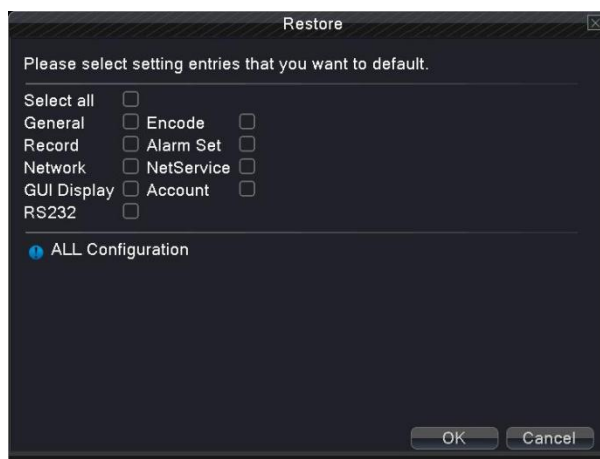 Restore
Please select setting entries that you want to default.
Select all
General Encode
Record Alarm Set
Network NetService
GUI Display Account
RS232
ALL Configuration
OK Cancel